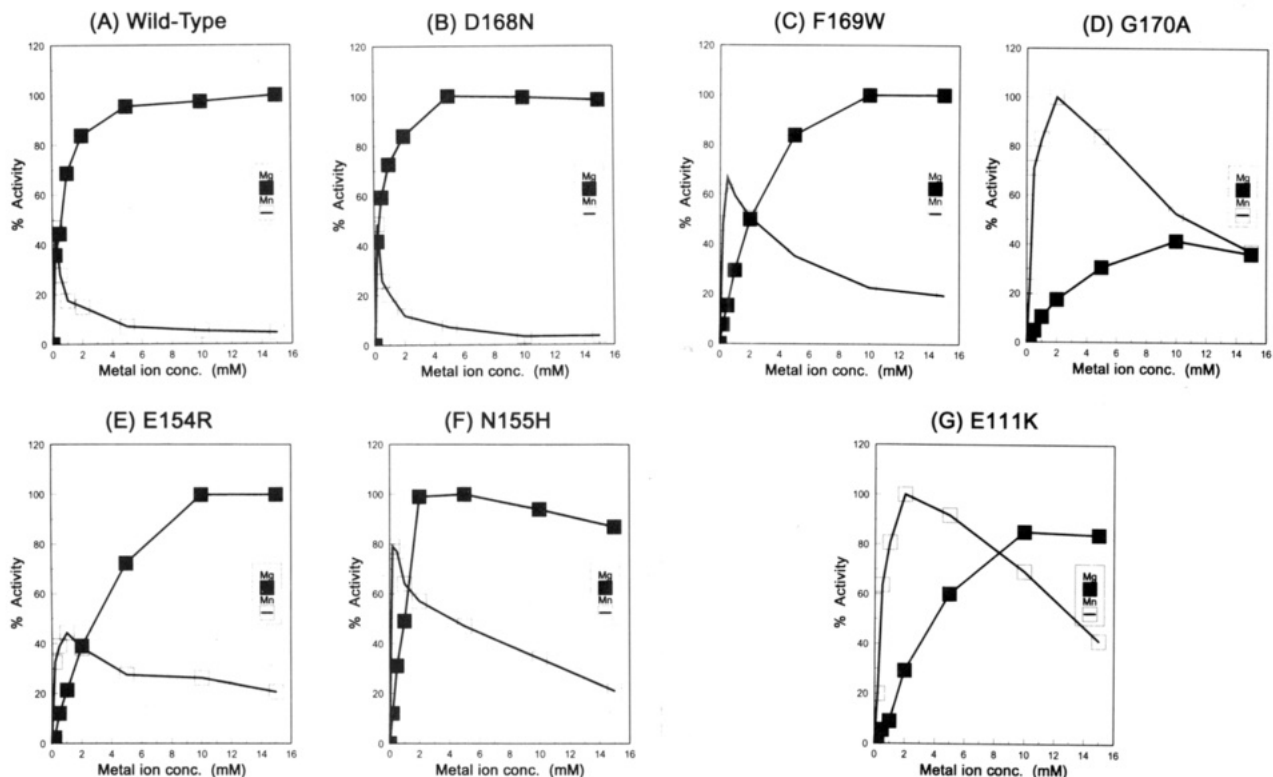 (A) Wild-Type
(B) D168N
(C) F169W
(D) G170A
120
100
80
60
40
20
0
% Activity
Mg
Mn
0 2 4 6 8 10 12 14 16
Metal ion conc. (mM)
120
100
80
60
40
20
0
% Activity
Mg
Mn
0 2 4 6 8 10 12 14 16
Metal ion conc. (mM)
120
100
80
60
40
20
0
% Activity
Mg
Mn
0 2 4 6 8 10 12 14 16
Metal ion conc. (mM)
120
100
80
60
40
20
0
% Activity
Mg
Mn
0 2 4 6 8 10 12 14 16
Metal ion conc. (mM)
(E) E154R
(F) N155H
(G) E111K
120
100
80
60
40
20
0
% Activity
Mg
Mn
0 2 4 6 8 10 12 14 16
Metal ion conc. (mM)
120
100
80
60
40
20
0
% Activity
Mg
Mn
0 2 4 6 8 10 12 14 16
Metal ion conc. (mM)
120
100
80
60
40
20
0
% Activity
Mg
Mn
0 2 4 6 8 10 12 14 16
Metal ion conc. (mM)